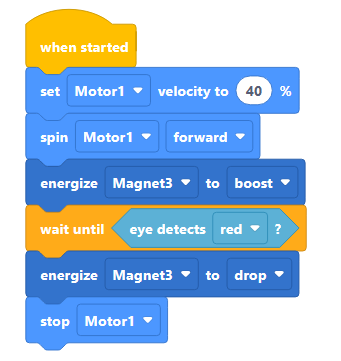 when started
set Motor1 velocity to 40 %
spin Motor1 forward
energize Magnet3 to boost
wait until eye detects red ?
energize Magnet3 to drop
stop Motor1